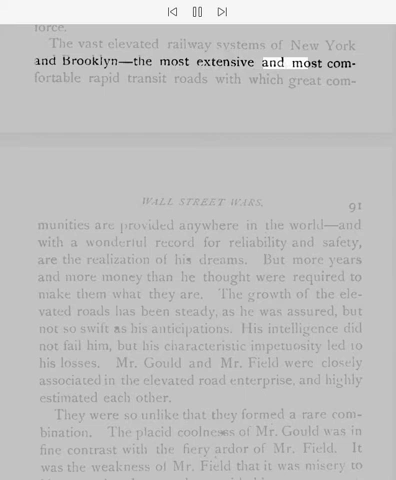 force.
The vast elevated railway systems of New York
and Brooklyn—the most extensive and most com-
fortable rapid transit roads with which great com-
WALL STREET WARS. 91
munities are provided anywhere in the world—and
with a wonderful record for reliability and safety,
are the realization of his dreams. But more years
and more money than he thought were required to
make them what they are. The growth of the ele-
vated roads has been steady, as he was assured, but
not so swift as his anticipations. His intelligence did
not fail him, but his characteristic impetuosity led to
his losses. Mr. Gould and Mr. Field were closely
associated in the elevated road enterprise, and highly
estimated each other.
They were so unlike that they formed a rare com-
bination. The placid coolness of Mr. Gould was in
fine contrast with the fiery ardor of Mr. Field. It
was the weakness of Mr. Field that it was misery to